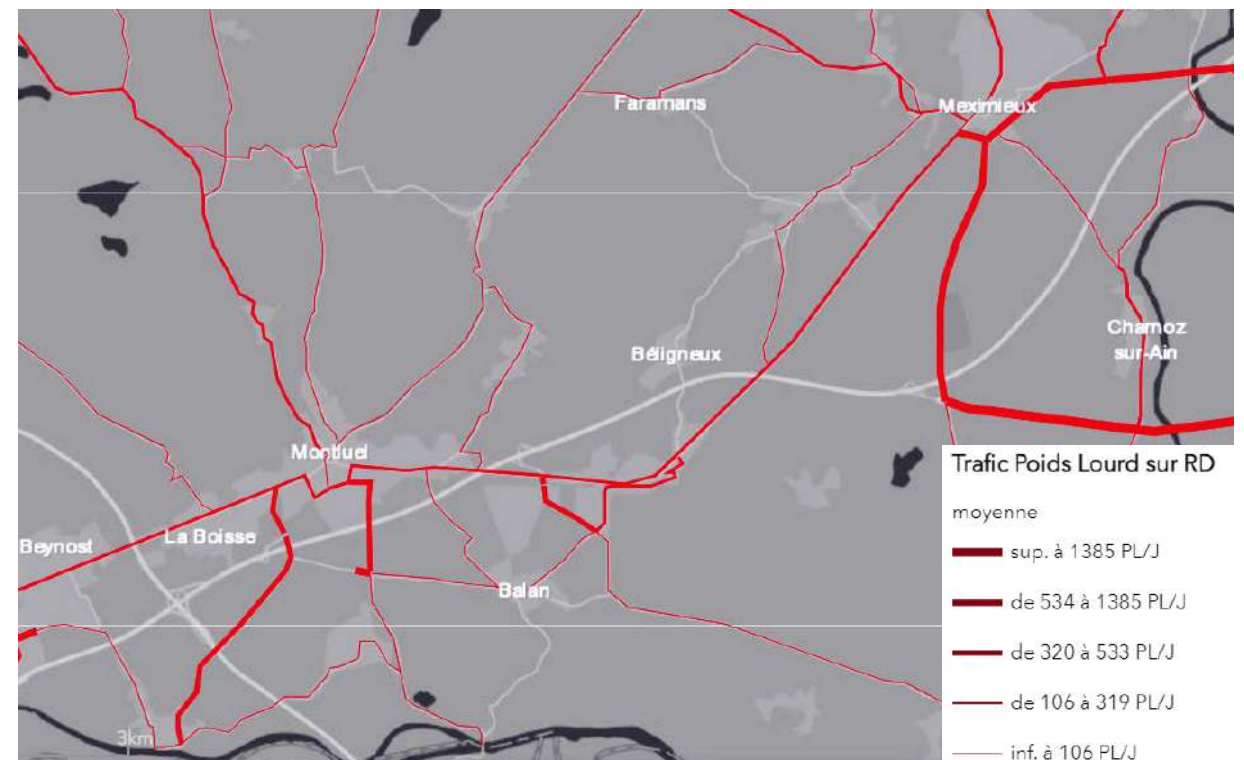 Faramans
Meximieux
Charnoz
sur-Ain
Béligneux
Montluel
La Boisse
Beynost
Balan
3km
Trafic Poids Lourd sur RD
moyenne
sup. à 1385 PL/J
de 534 à 1385 PL/J
de 320 à 533 PL/J
de 106 à 319 PL/J
inf. à 106 PL/J